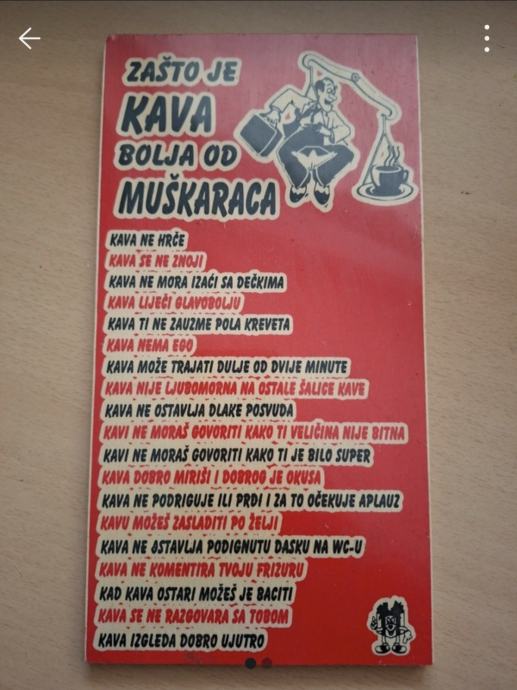 ZAŠTO JE
KAVA
BOLJA OD
MUŠKARACA
KAVA NE HRČE
KAVA SE NE ZNOJI
KAVA NE MORA IZAĆI SA DEČKIMA
KAVA LIJEČI GLAVOBOLJU
KAVA TI NE ZAUZME POLA KREVETA
KAVA NEMA EGO
KAVA MOŽE TRAJATI DULJE OD DVIJE MINUTE
KAVA NIJE LJUBOMORNA NA OSTALE ŠALICE KAVE
KAVA NE OSTAVLJA DLAKE POSVUDA
KAVI NE MORAŠ GOVORITI KAKO TI VELIČINA NIJE BITNA
KAVI NE MORAŠ GOVORITI KAKO TI JE BILO SUPER
KAVA DOBRO MIRIŠI I DOBROG JE OKUSA
KAVA NE PODRIGUJE ILI PRDI I ZA TO OČEKUJE APLAUZ
KAVU MOŽEŠ ZASLADITI PO ŽELJI
KAVA NE OSTAVLJA PODIGNUTU DASKU NA WC-U
KAVA NE KOMENTIRA TVOJU FRIZURU
KAD KAVA OSTARI MOŽEŠ JE BACITI
KAVA SE NE RAZGOVARA SA TOBOM
KAVA IZGLEDA DOBRO UJUTRO